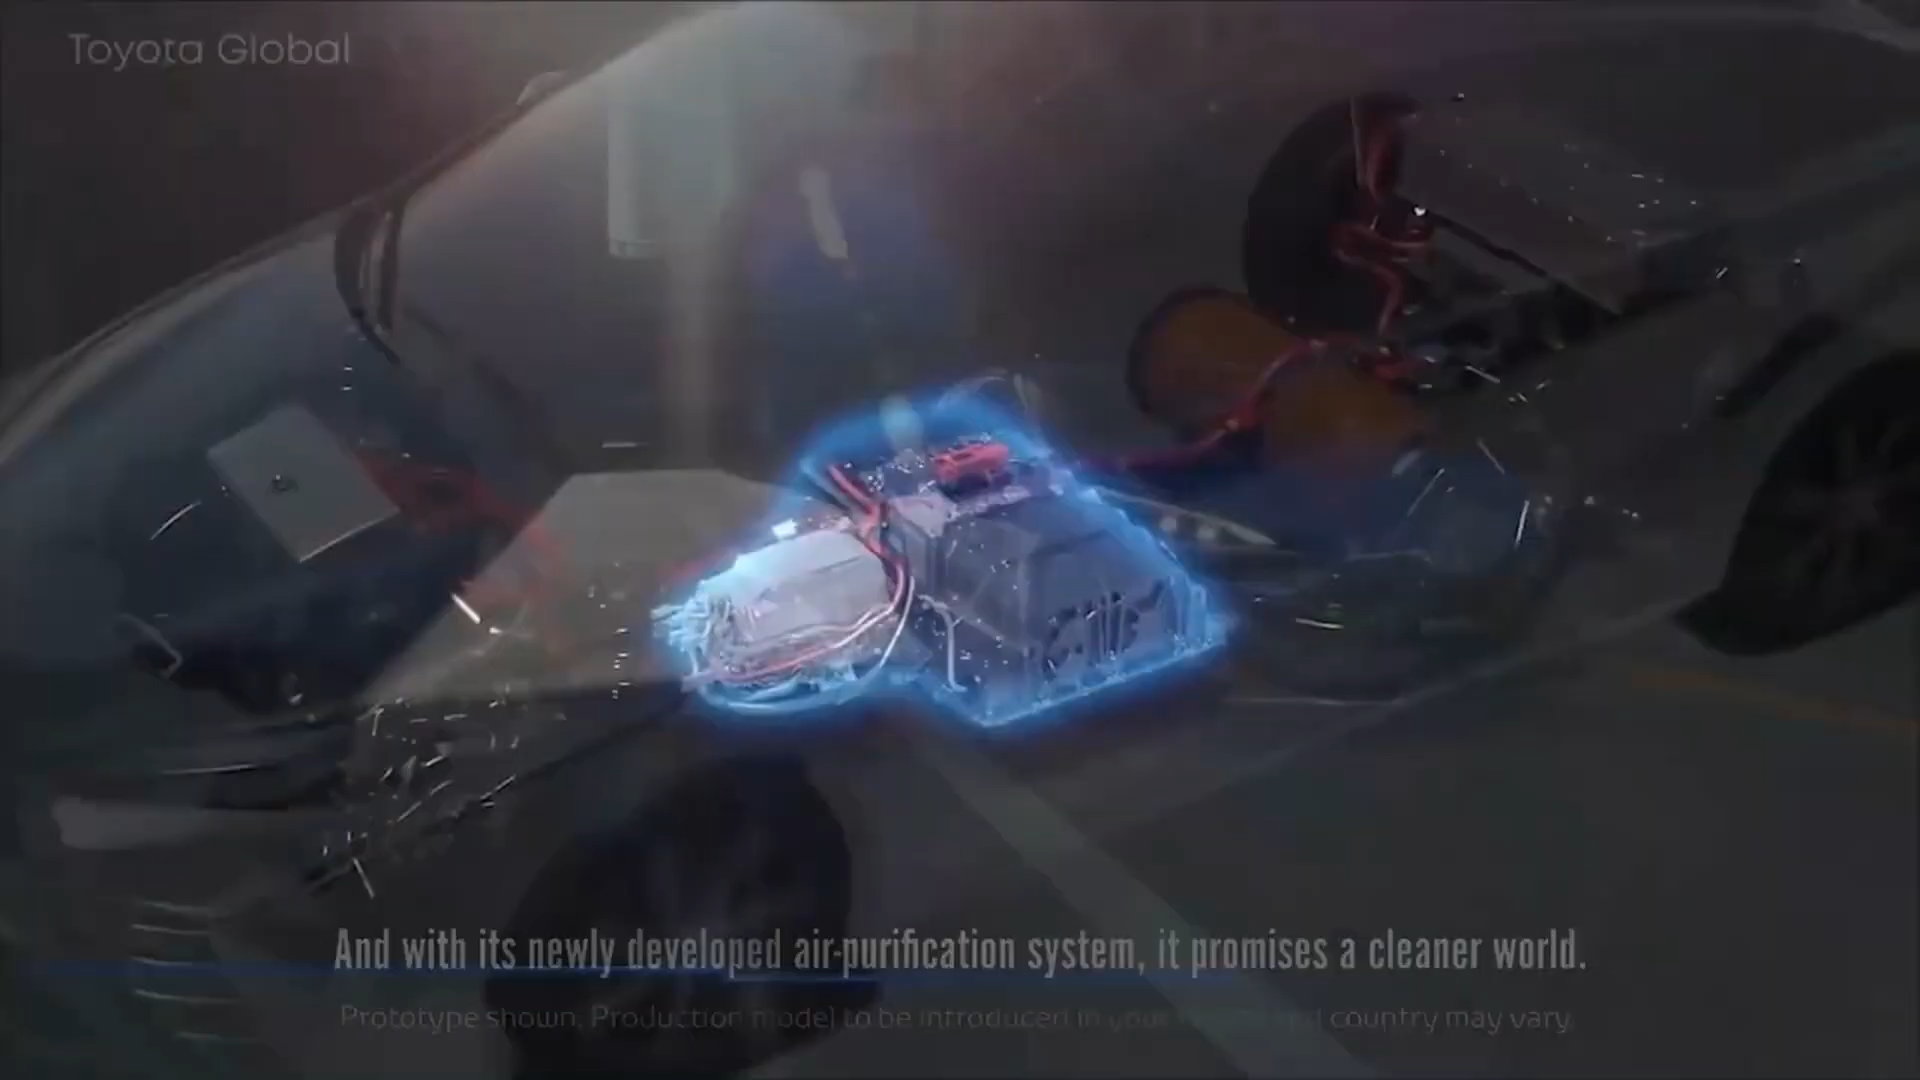 Toyota Global
And with its newly developed air-purification system, it promises a cleaner world.
Prototype shown. Production model to be introduced in your country may vary.